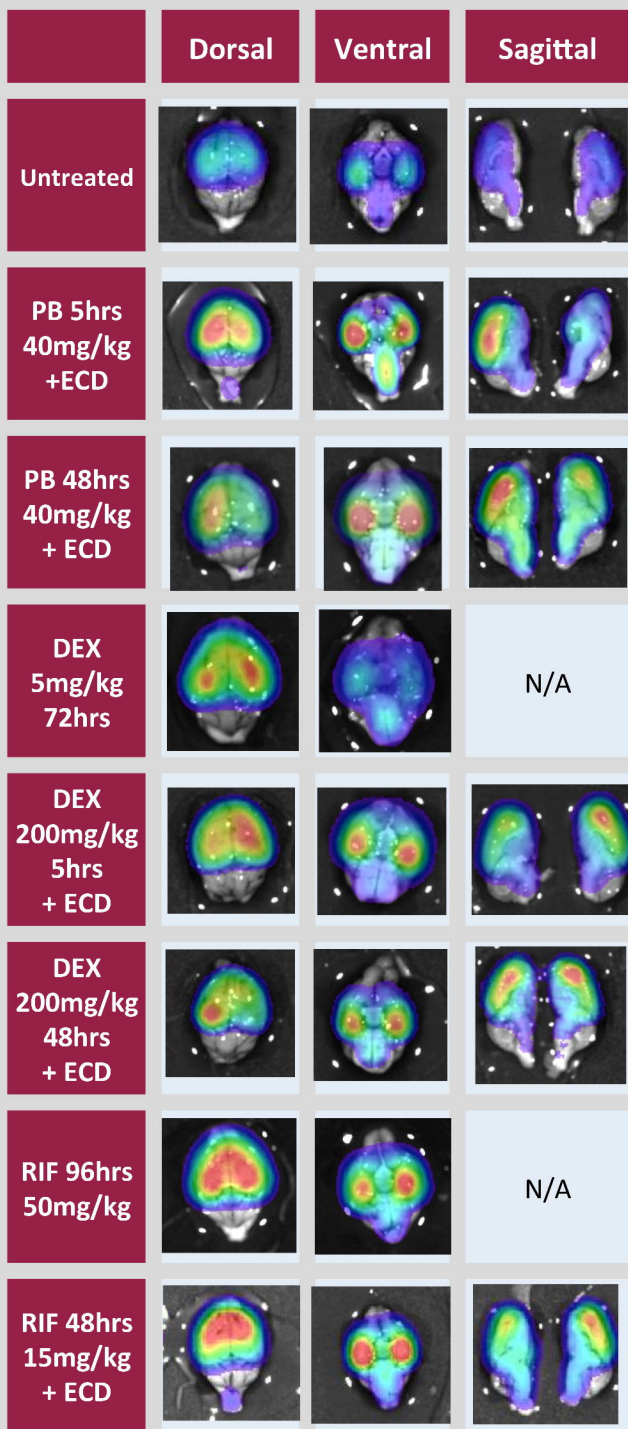 Dorsal Ventral Sagittal
Untreated
PB 5hrs
40mg/kg
+ECD
PB 48hrs
40mg/kg
+ ECD
DEX
5mg/kg
72hrs
N/A
DEX
200mg/kg
5hrs
+ ECD
DEX
200mg/kg
48hrs
+ ECD
RIF 96hrs
50mg/kg
N/A
RIF 48hrs
15mg/kg
+ ECD